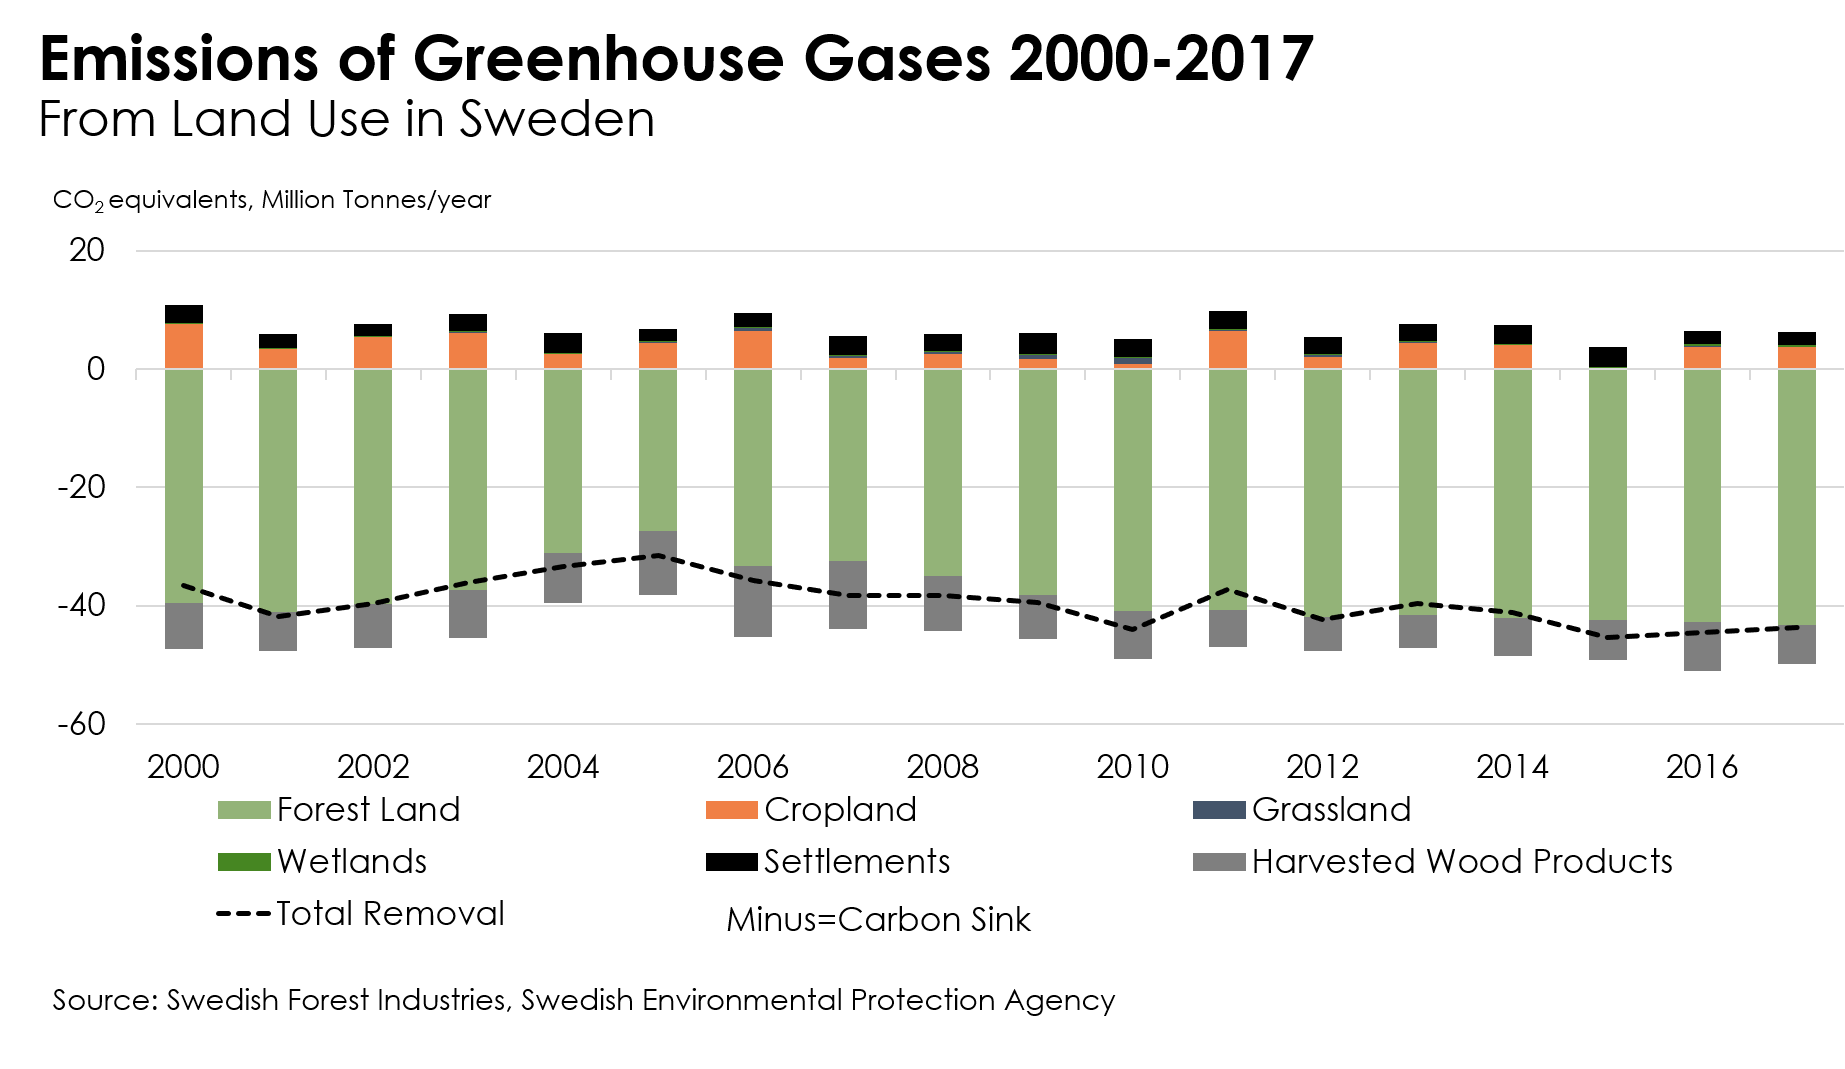 Emissions of Greenhouse Gases 2000-2017
From Land Use in Sweden
CO2 equivalents, Million Tonnes/year
20
0
-20
-40
-60
2000 2002 2004 2006 2008 2010 2012 2014 2016
Forest Land Cropland Grassland
Wetlands Settlements Harvested Wood Products
Total Removal Minus=Carbon Sink
Source: Swedish Forest Industries, Swedish Environmental Protection Agency